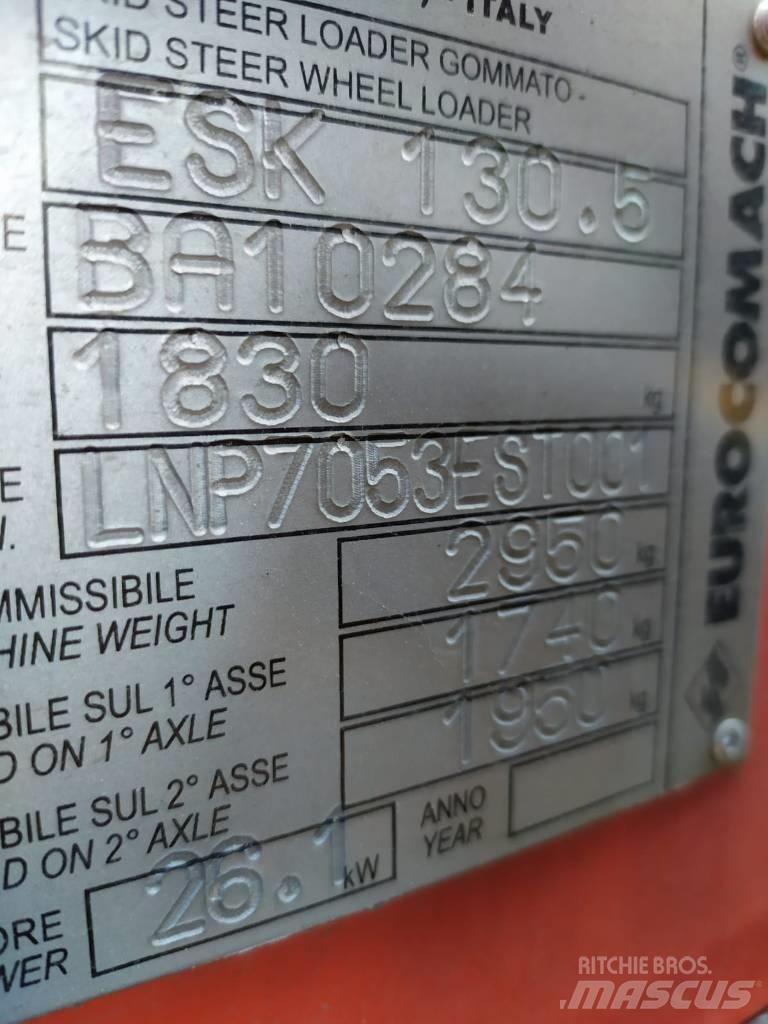 ITALY
SKID STEER LOADER GOMMATO -
SKID STEER WHEEL LOADER
ESK 130.5
E
BA10284
1830 kg
E
LNP7053EST001
MMISSIBILE
HINE WEIGHT
2950 kg
BILE SUL 1° ASSE
D ON 1° AXLE
1740 kg
BILE SUL 2° ASSE
D ON 2° AXLE
1950 kg
ORE
WER
26.1 kW
ANNO
YEAR
EUROCOMACH®
RITCHIE BROS.
MASCUS